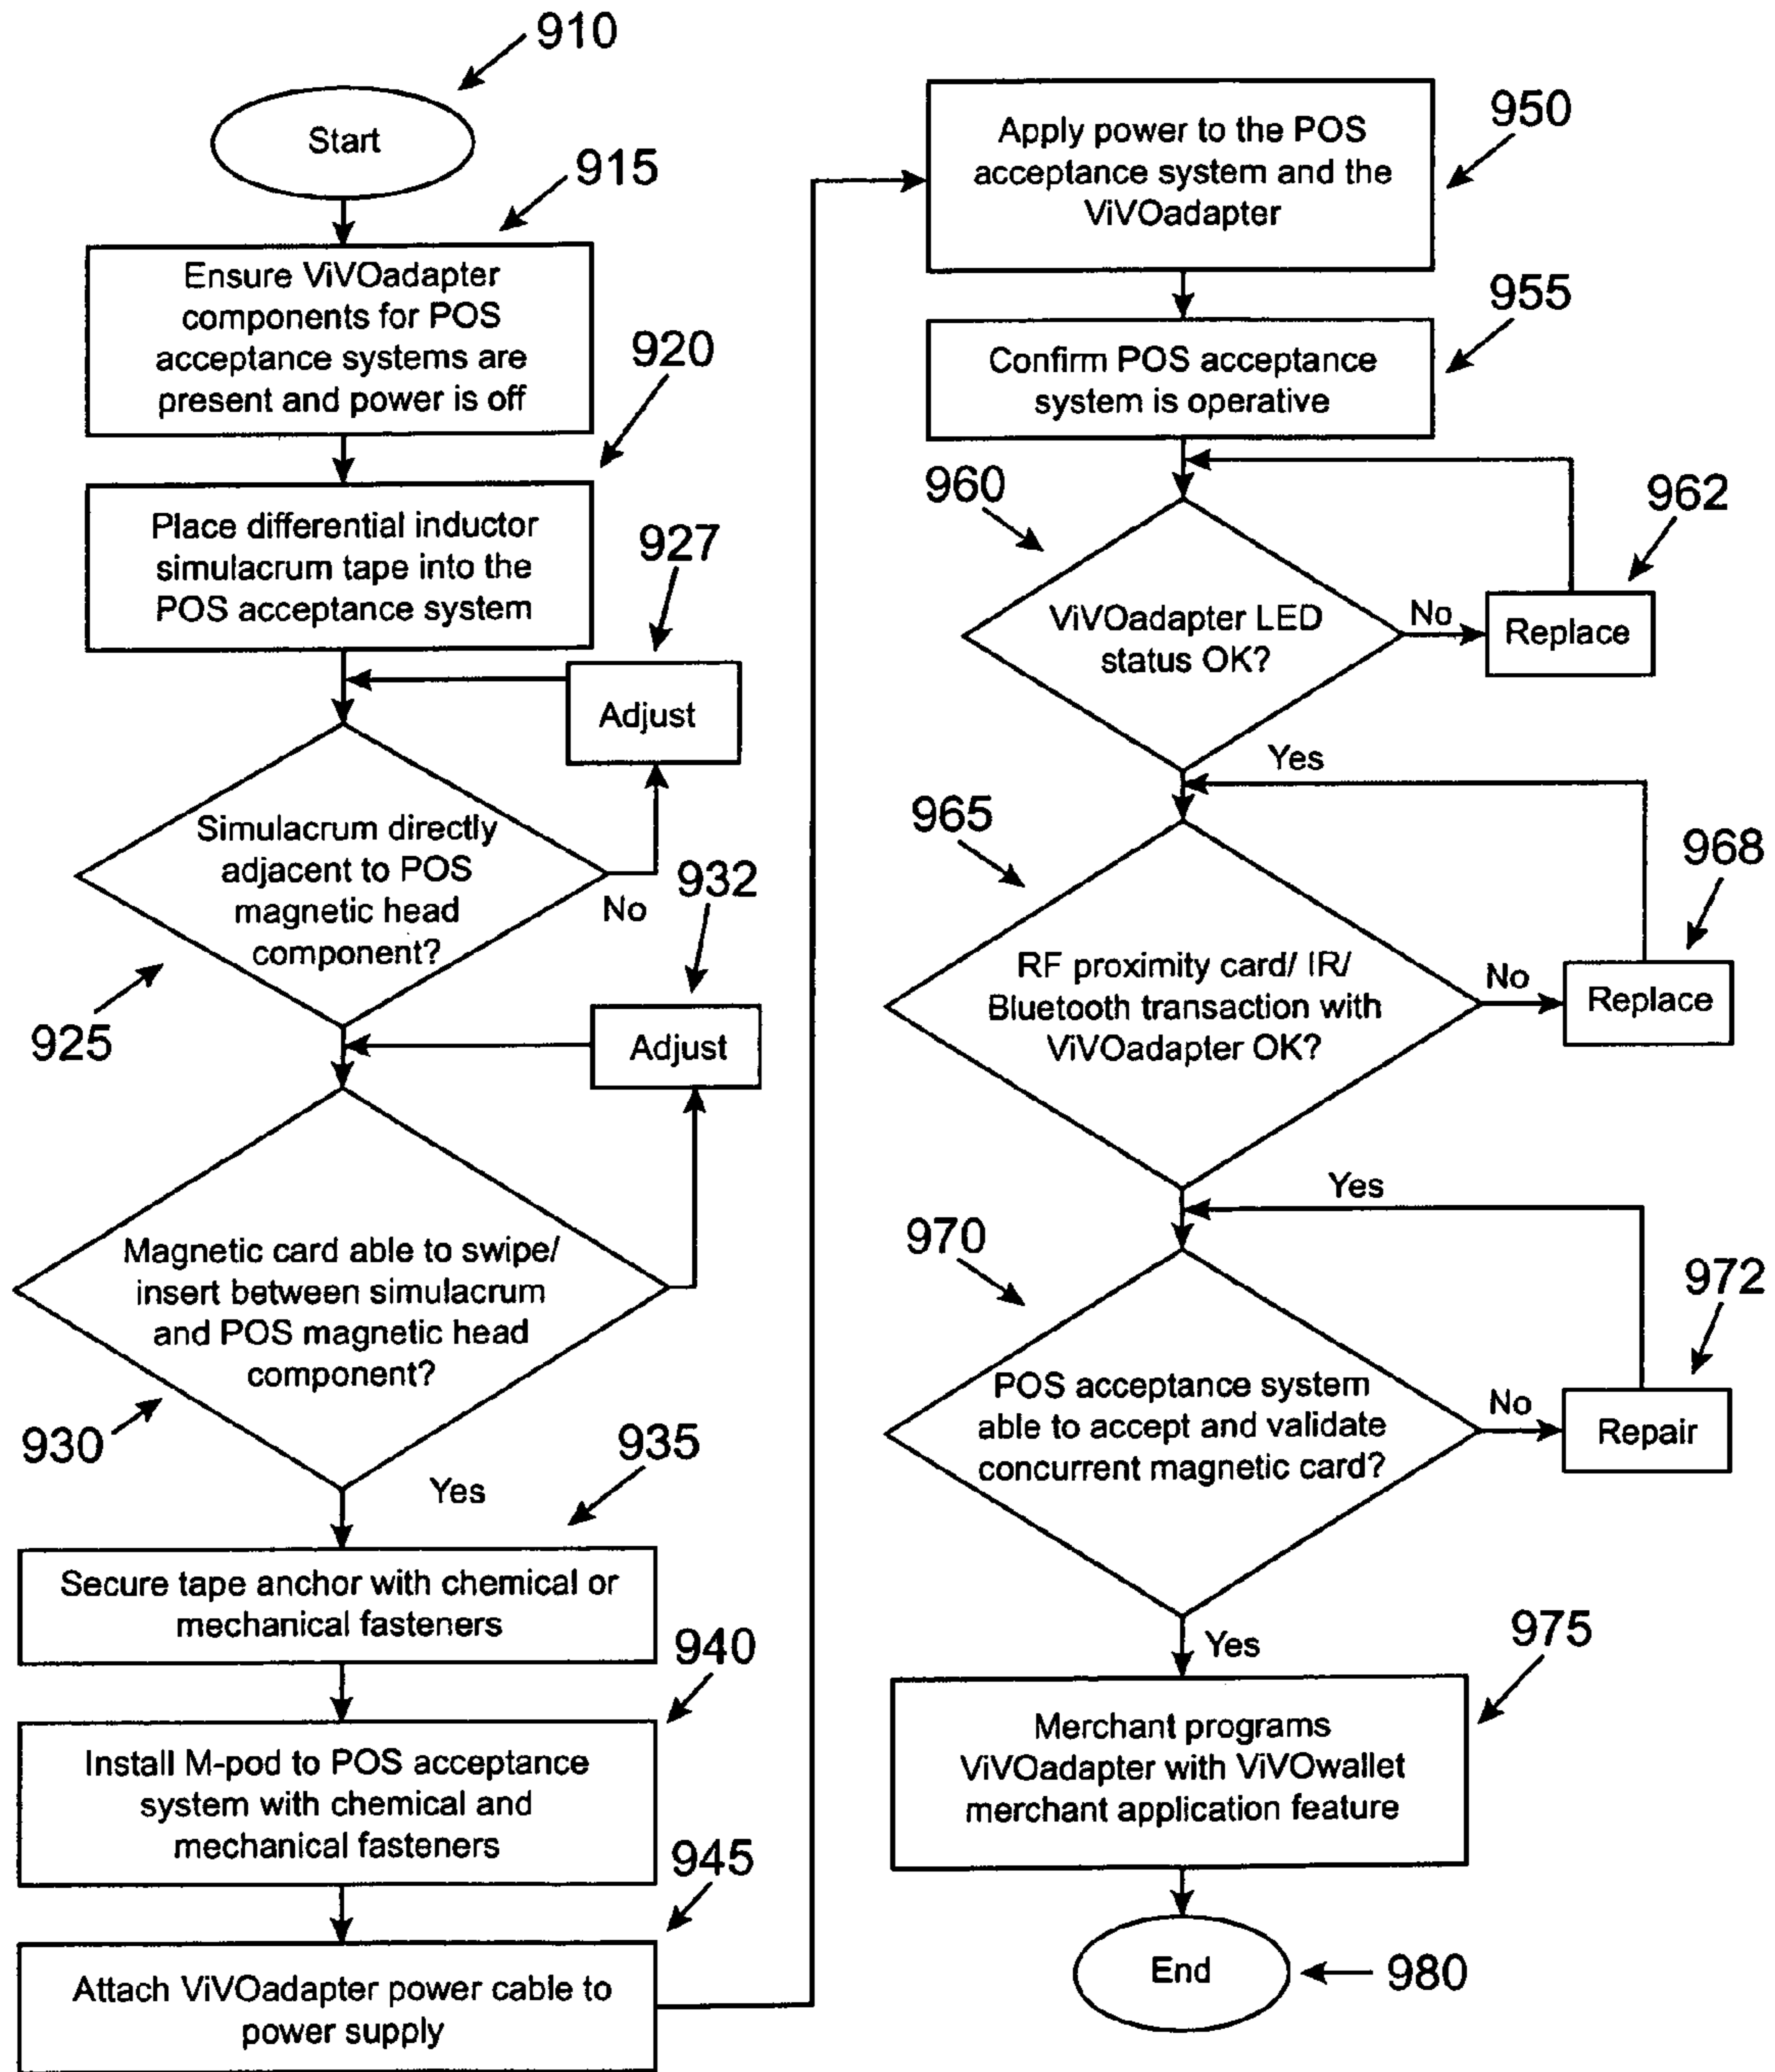 910
Start
915
Ensure ViVOadapter
components for POS
acceptance systems are
present and power is off
920
Place differential inductor
simulacrum tape into the
POS acceptance system
927
Adjust
Simulacrum directly
adjacent to POS
magnetic head
component?
No
925
932
Adjust
Magnetic card able to swipe/
insert between simulacrum
and POS magnetic head
component?
930
Yes
935
Secure tape anchor with chemical or
mechanical fasteners
940
Install M-pod to POS acceptance
system with chemical and
mechanical fasteners
945
Attach ViVOadapter power cable to
power supply
950
Apply power to the POS
acceptance system and the
ViVOadapter
955
Confirm POS acceptance
system is operative
960
962
ViVOadapter LED
status OK?
No
Replace
Yes
965
968
RF proximity card/ IR/
Bluetooth transaction with
ViVOadapter OK?
No
Replace
Yes
970
972
POS acceptance system
able to accept and validate
concurrent magnetic card?
No
Repair
Yes
975
Merchant programs
ViVOadapter with ViVOwallet
merchant application feature
End
980